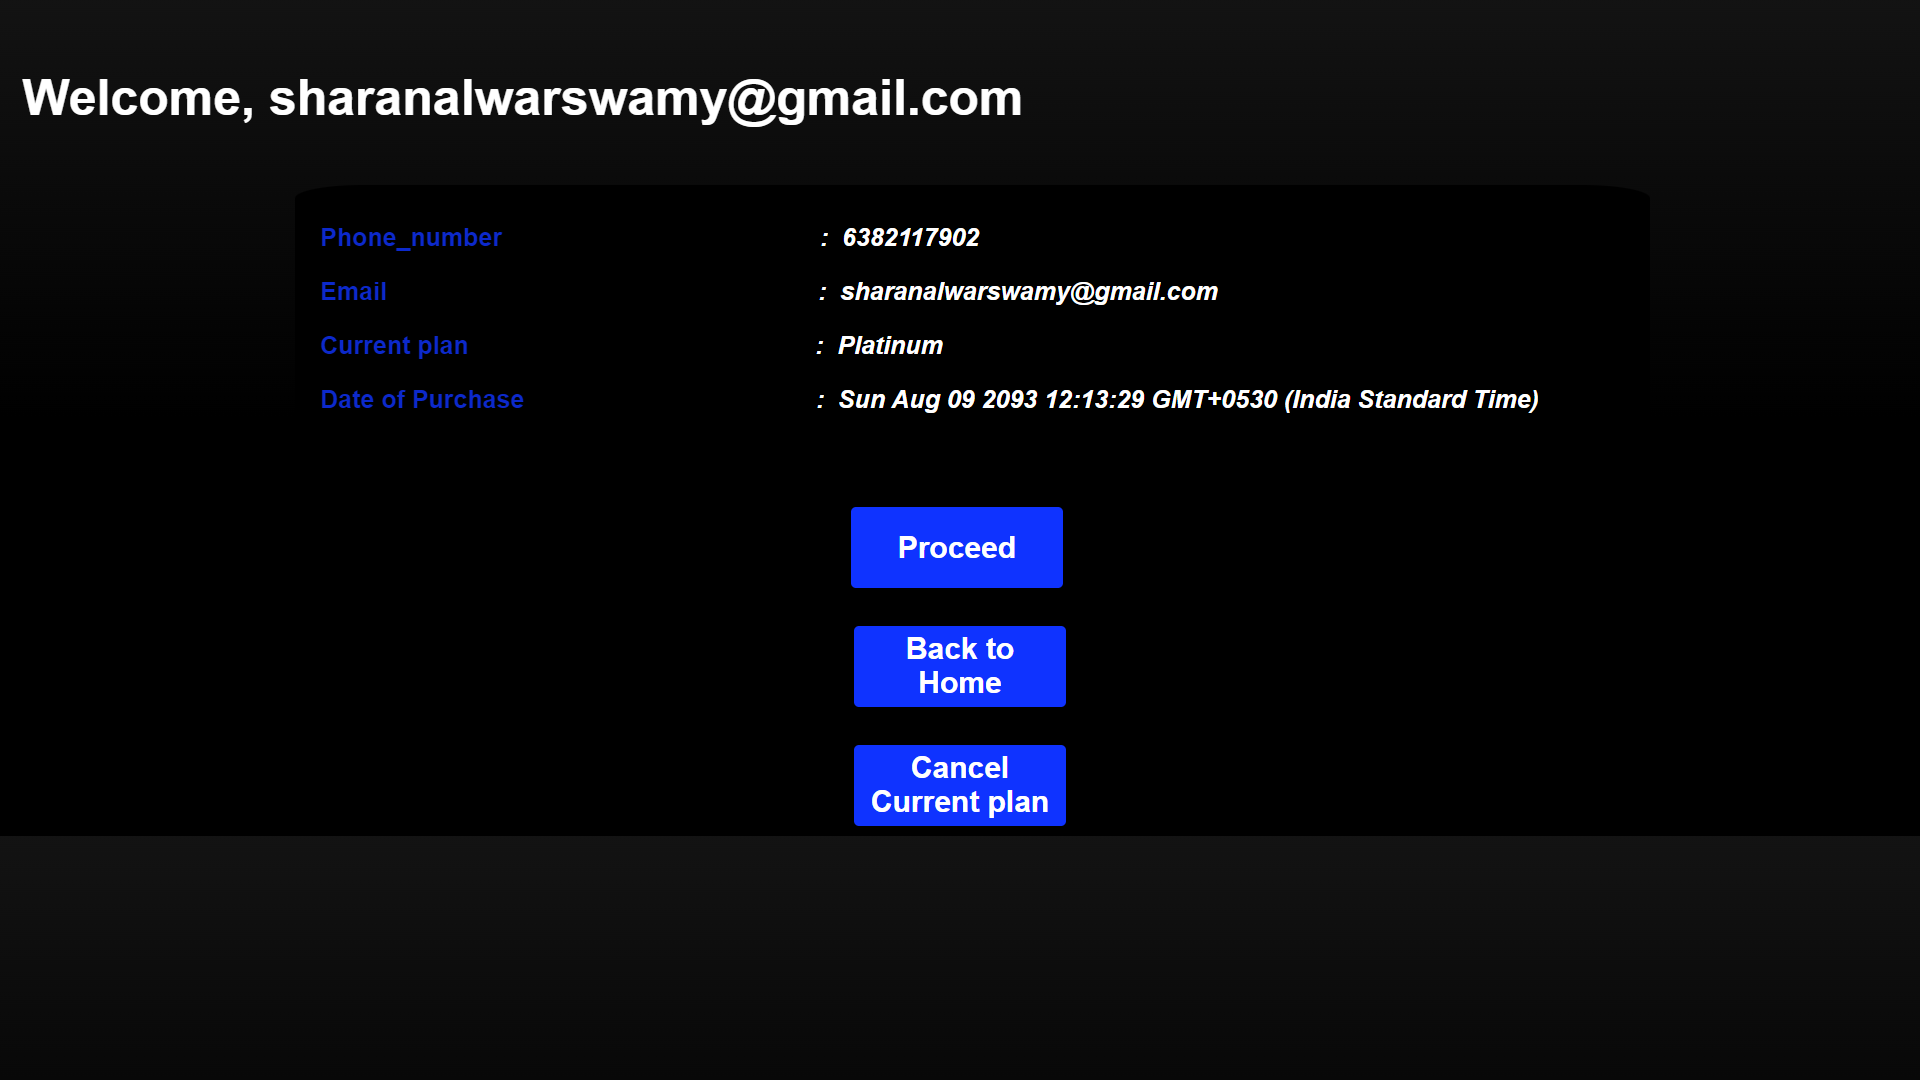 Welcome, sharanalwarswamy@gmail.com
Phone_number : 6382117902
Email : sharanalwarswamy@gmail.com
Current plan : Platinum
Date of Purchase : Sun Aug 09 2093 12:13:29 GMT+0530 (India Standard Time)
Proceed
Back to
Home
Cancel
Current plan